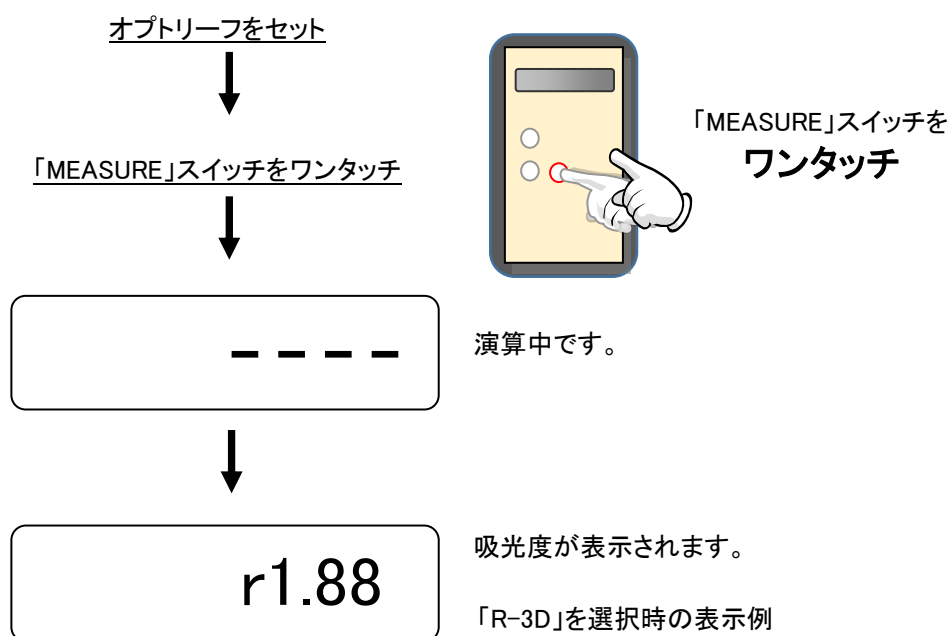 オプトリーフをセット
「MEASURE」スイッチをワンタッチ
「MEASURE」スイッチを
ワンタッチ
----
演算中です。
r1.88
吸光度が表示されます。
「R-3D」を選択時の表示例